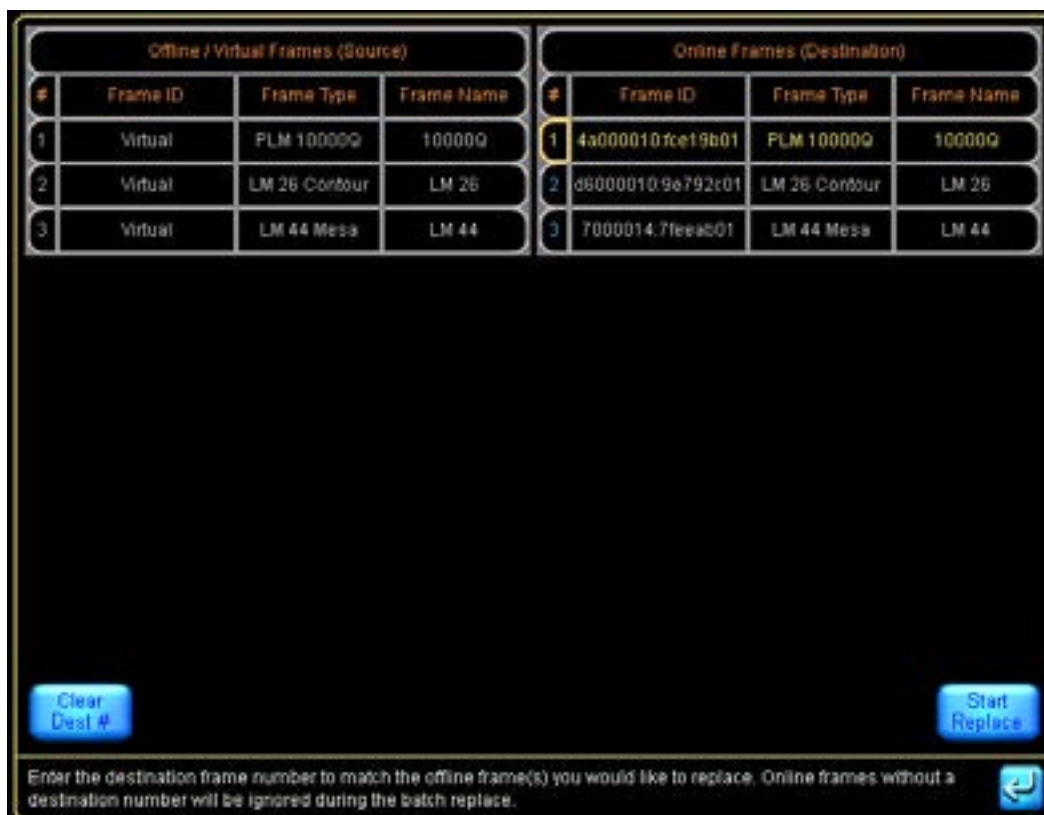 Offline / Virtual Frames (Source) Online Frames (Destination)
# Frame ID Frame Type Frame Name # Frame ID Frame Type Frame Name
1 Virtual PLM 10000Q 10000Q 1 4a000010:fce19b01 PLM 10000Q 10000Q
2 Virtual LM 26 Contour LM 26 2 d6000010:9e792c01 LM 26 Contour LM 26
3 Virtual LM 44 Mesa LM 44 3 7000014:7feeab01 LM 44 Mesa LM 44
Clear
Dest #
Start
Replace
Enter the destination frame number to match the offline frame(s) you would like to replace. Online frames without a
destination number will be ignored during the batch replace.